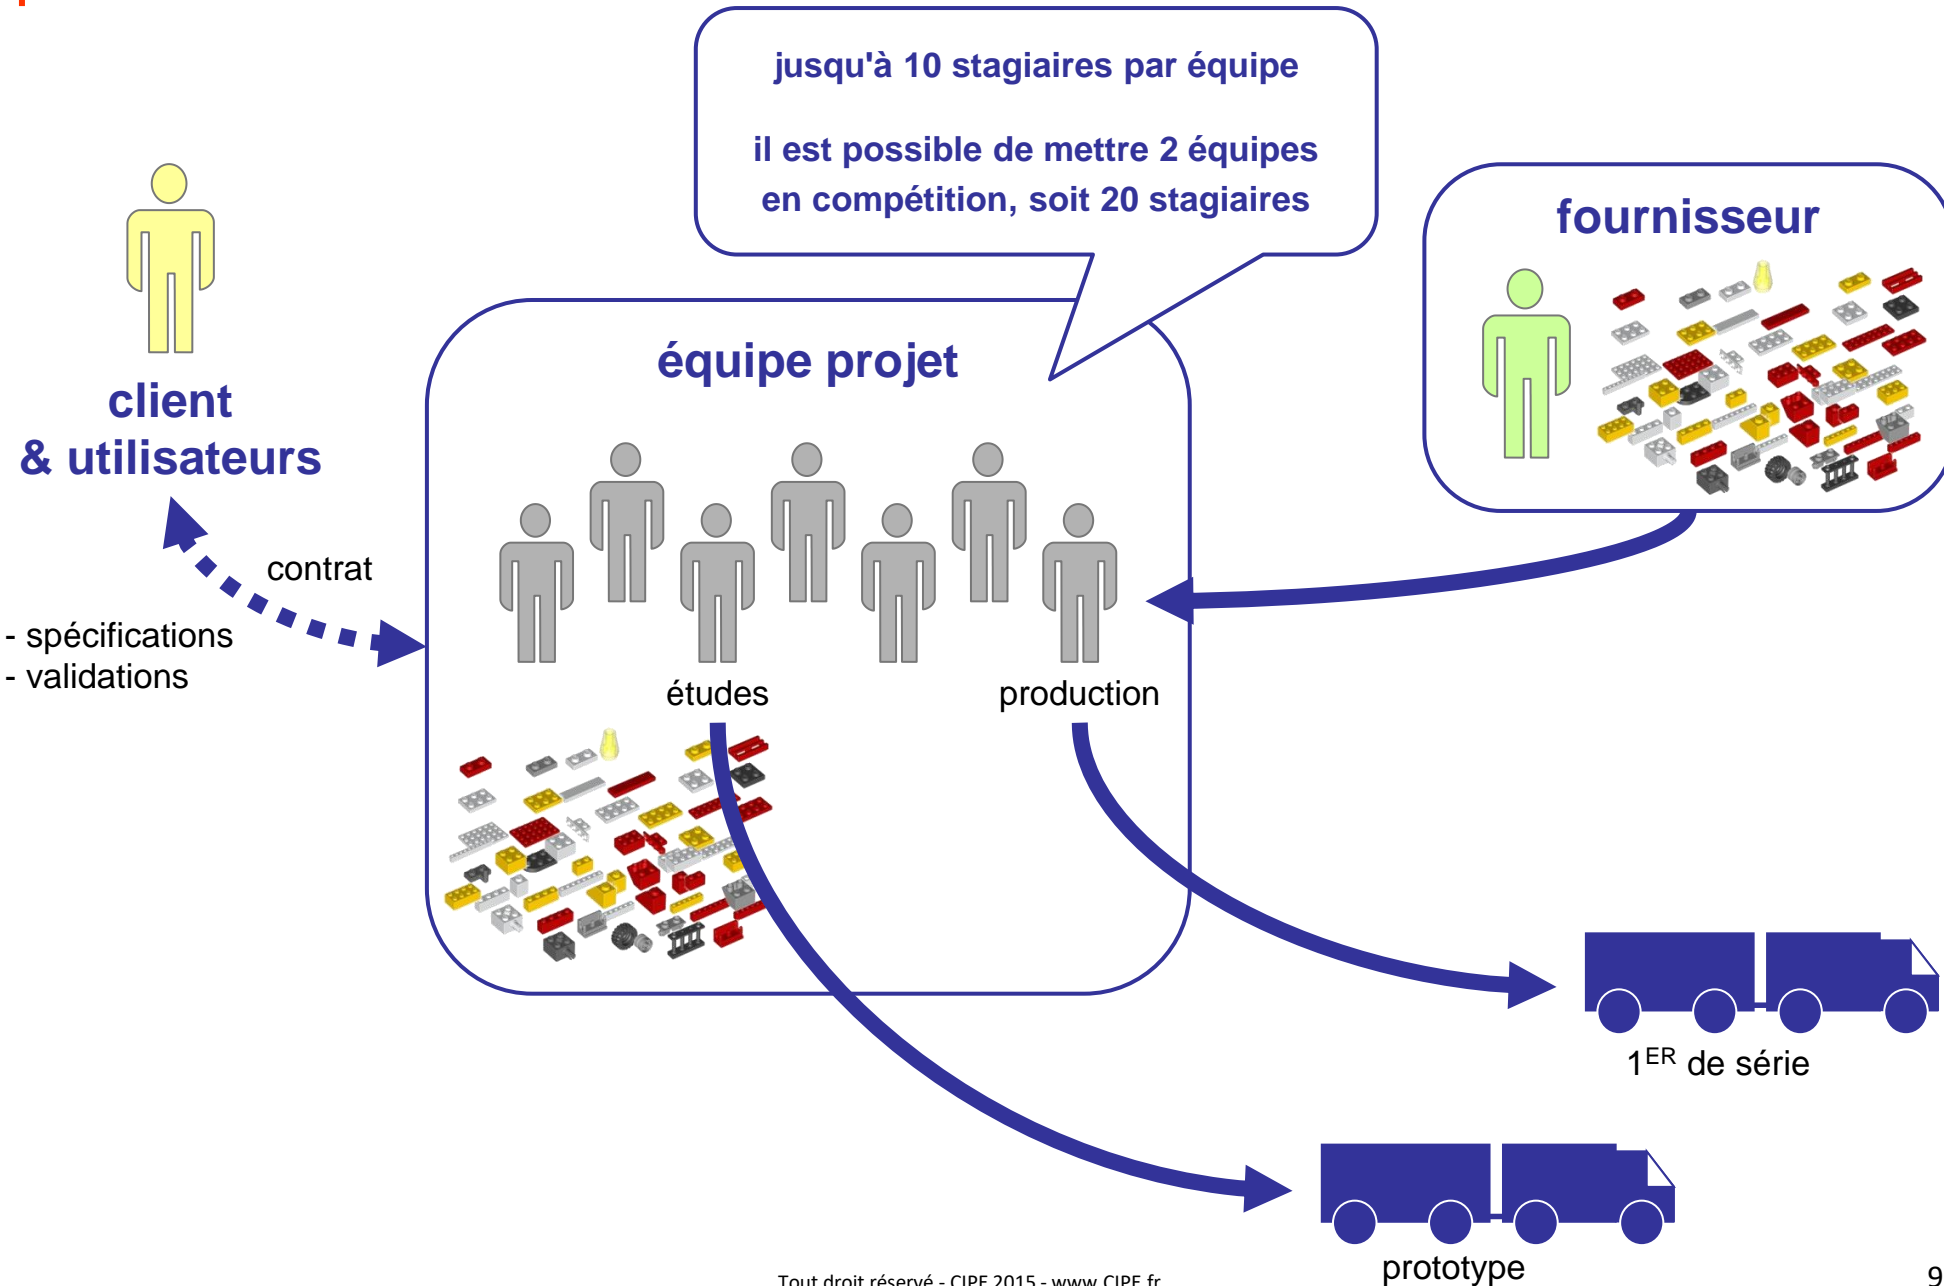 jusqu'à 10 stagiaires par équipe
il est possible de mettre 2 équipes
en compétition, soit 20 stagiaires
fournisseur
équipe projet
client
& utilisateurs
contrat
- spécifications
- validations
études
production
1ER de série
prototype
Tout droit réservé - CIPE 2015 - www.CIPE.fr
9